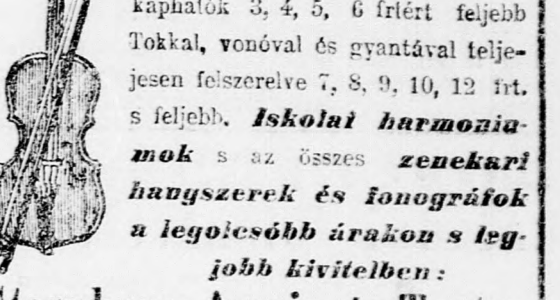 kaphatók 3, 4, 5, 6 frtért feljebb
Tokkal, vonóval és gyantával telje-
jesen felszerelve 7, 8, 9, 10, 12 frt.
s feljebb. Iskolai harmoniu-
mok s az összes zenekari
hangszerek és fonográfok
a legolcsóbb árakon s leg-
jobb kivitelben: